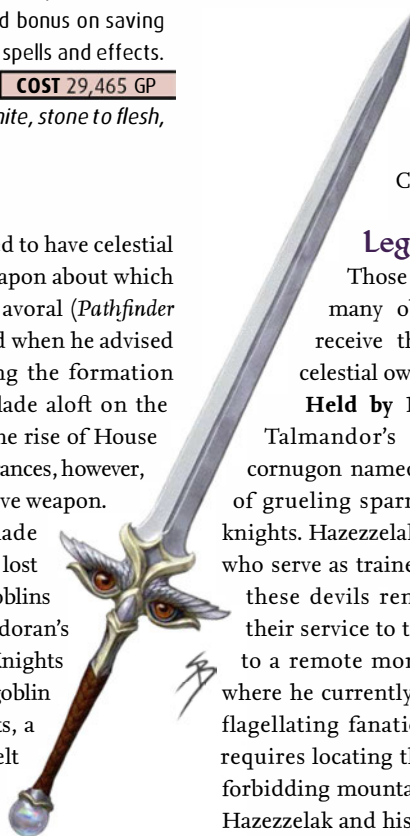 d bonus on saving
spells and effects.
COST 29,465 GP
nite, stone to flesh,
d to have celestial
eapon about which
avoral (Pathfinder
d when he advised
ng the formation
lade aloft on the
he rise of House
ances, however,
ve weapon.
ade
lost
oblins
doran's
Knights
goblin
ts, a
elt
C
Leg
Those
many ob
receive th
celestial ow
Held by
Talmandor's
cornugon named
of grueling sparr
knights. Hazezzelak
who serve as traine
these devils ren
their service to t
to a remote mon
where he currently
flagellating fanatic
requires locating th
forbidding mounta
Hazezzelak and his